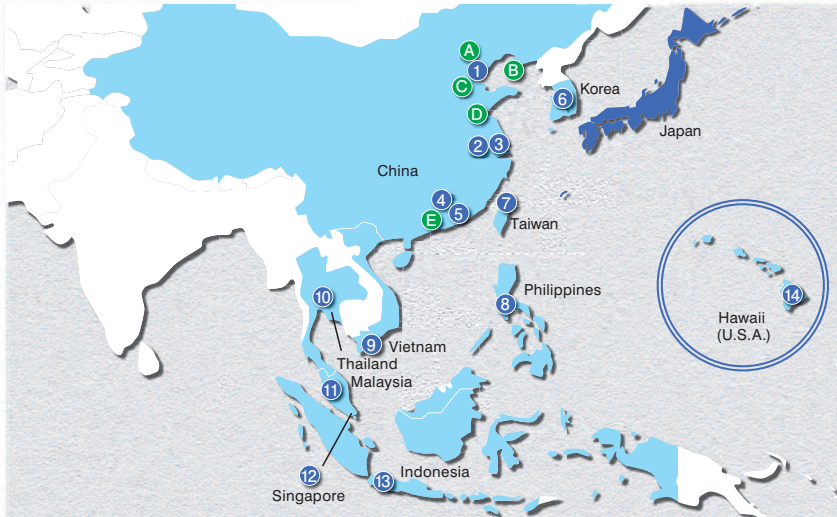 A
1
B
C
Korea
6
D
Japan
2
3
China
4
7
E
5
Taiwan
10
Philippines
14
8
Hawaii
(U.S.A.)
9
Vietnam
Thailand
Malaysia
11
Indonesia
12
13
Singapore